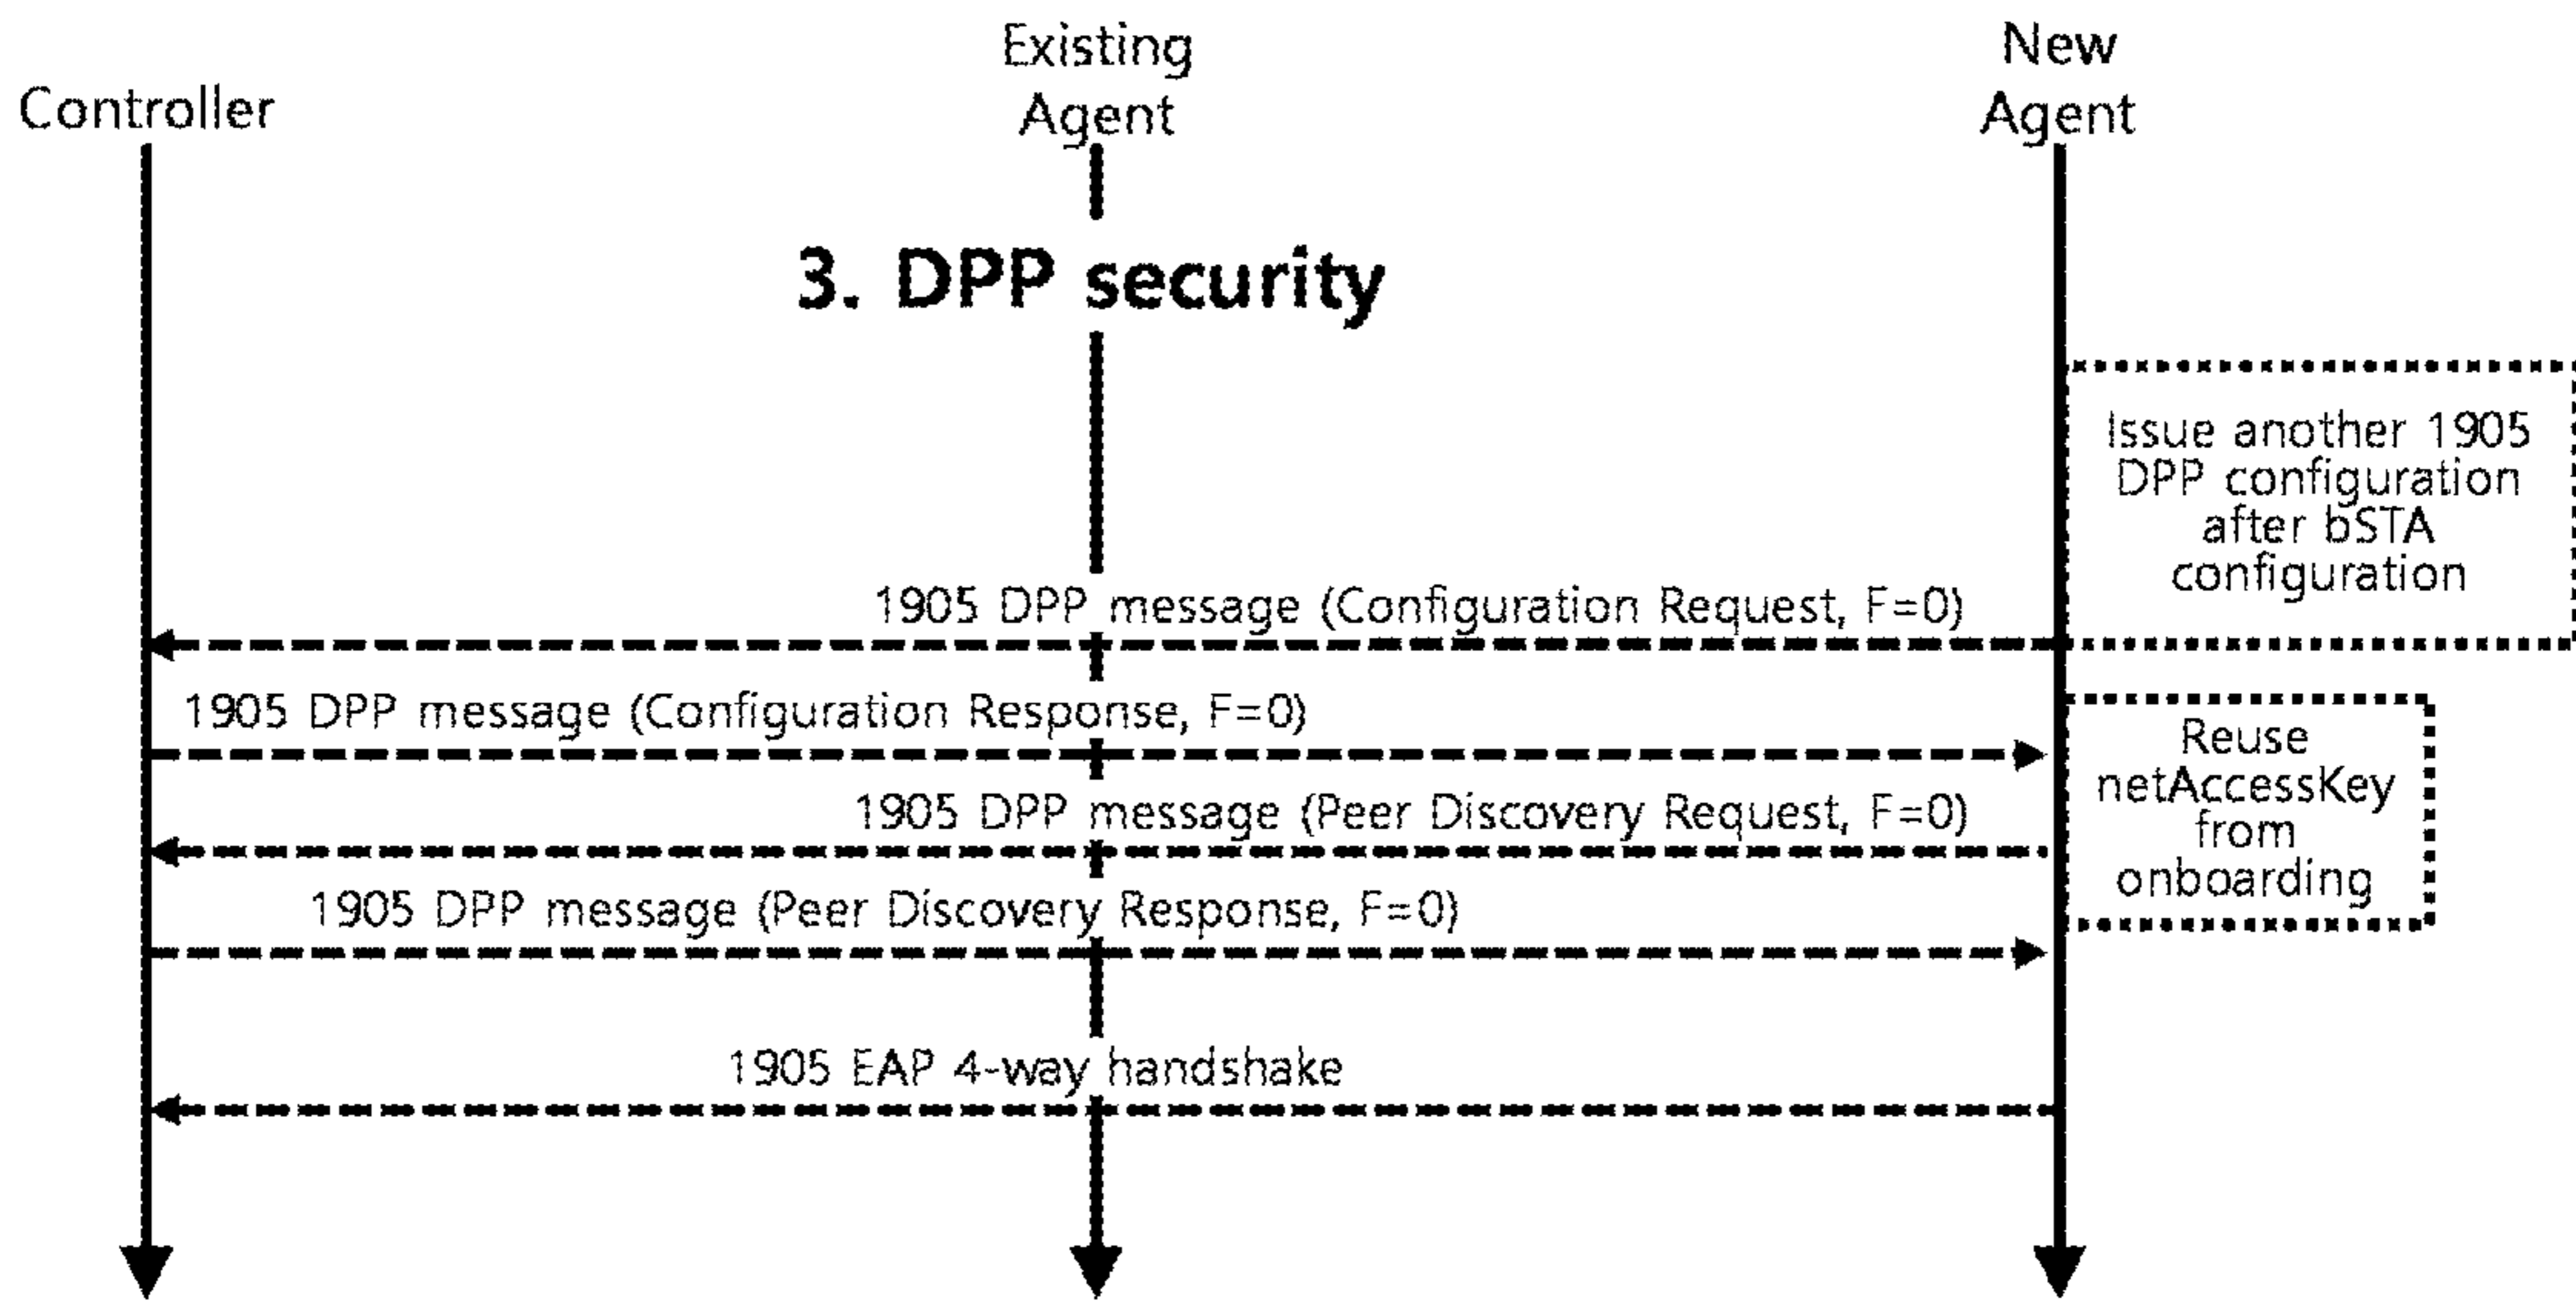 Controller
Existing
Agent
New
Agent
3. DPP security
Issue another 1905
DPP configuration
after bSTA
configuration
1905 DPP message (Configuration Request, F=0)
1905 DPP message (Configuration Response, F=0)
Reuse
netAccessKey
from
onboarding
1905 DPP message (Peer Discovery Request, F=0)
1905 DPP message (Peer Discovery Response, F=0)
1905 EAP 4-way handshake